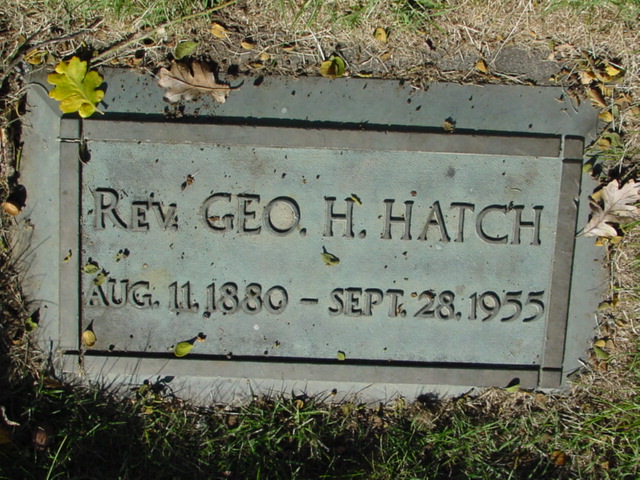 Rev. GEO. H. HATCH
AUG. 11, 1880 - SEPT. 28, 1955